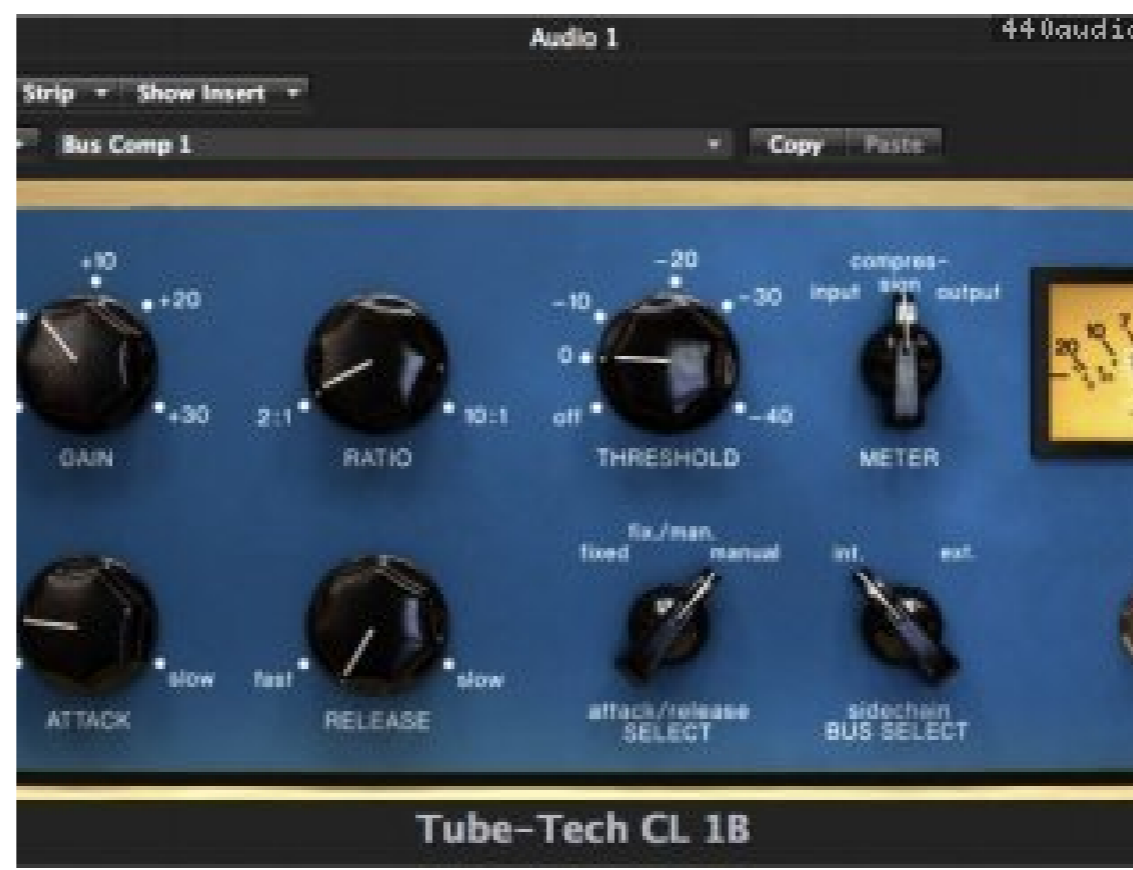 Audio 1
440audio
Strip Show Insert
Bus Comp 1 Copy Paste
+10 -20 compres-
+20 -10 -30 input sion output
0 20 10 7
+30 2:1 10:1 off -40
GAIN RATIO THRESHOLD METER
fix./man.
fixed manual int. ext.
slow fast slow
ATTACK RELEASE attack/release sidechain
SELECT BUS SELECT
Tube-Tech CL 1B